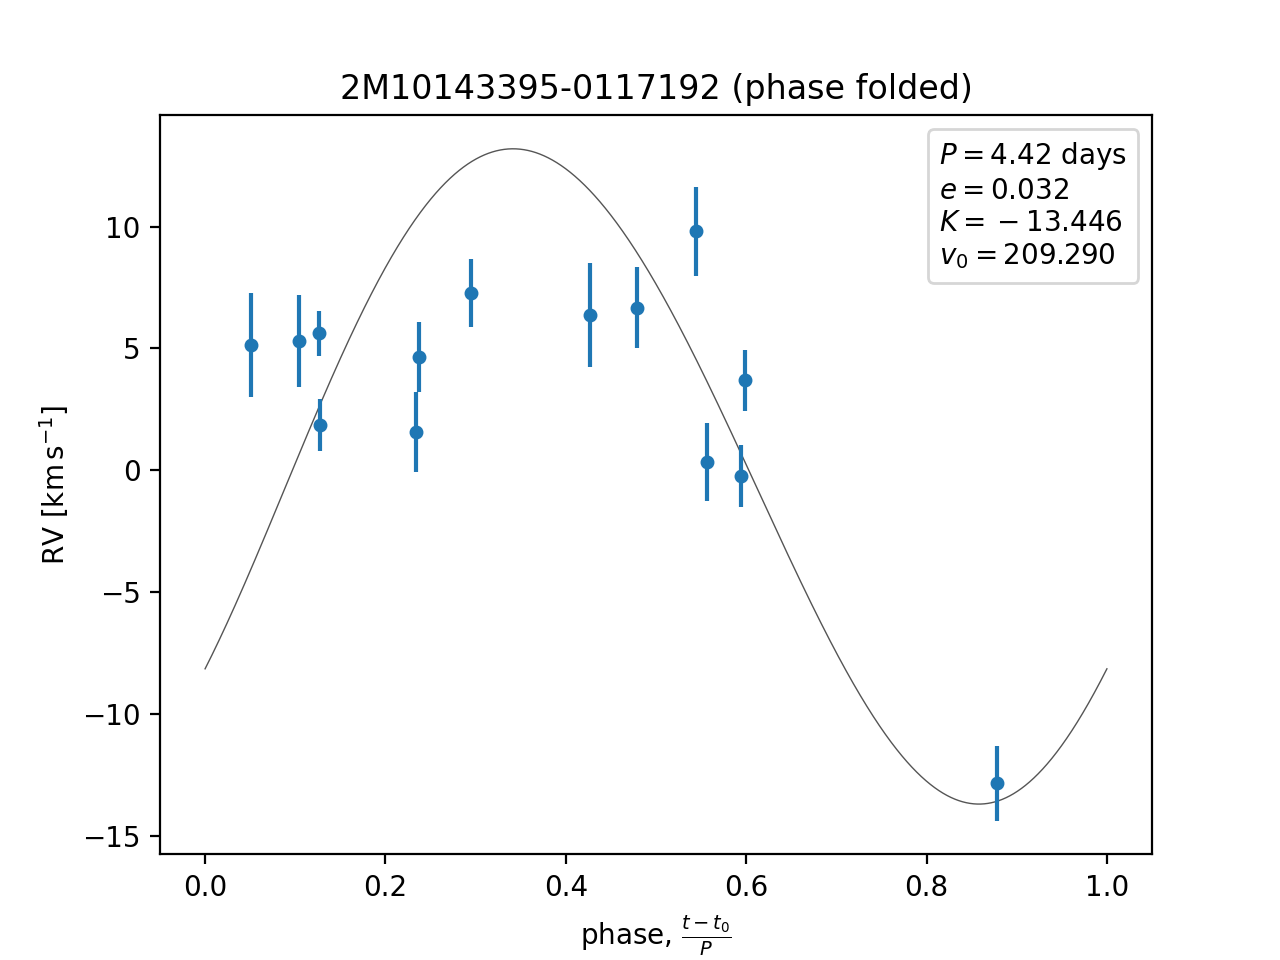 2M10143395-0117192 (phase folded)
P = 4.42 days
e = 0.032
K = −13.446
v₀ = 209.290
RV [km s⁻¹]
10
5
0
−5
−10
−15
0.0 0.2 0.4 0.6 0.8 1.0
phase, (t − t₀)/P